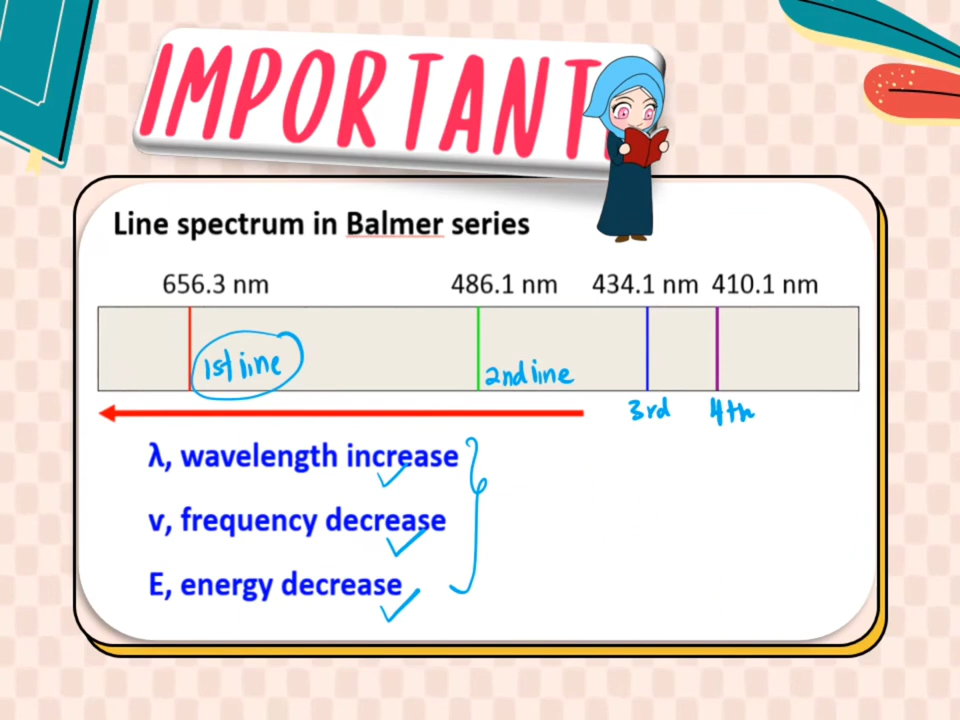 IMPORTANT
Line spectrum in Balmer series
656.3 nm 486.1 nm 434.1 nm 410.1 nm
1st line
2nd line
3rd 4th
λ, wavelength increase
v, frequency decrease
E, energy decrease